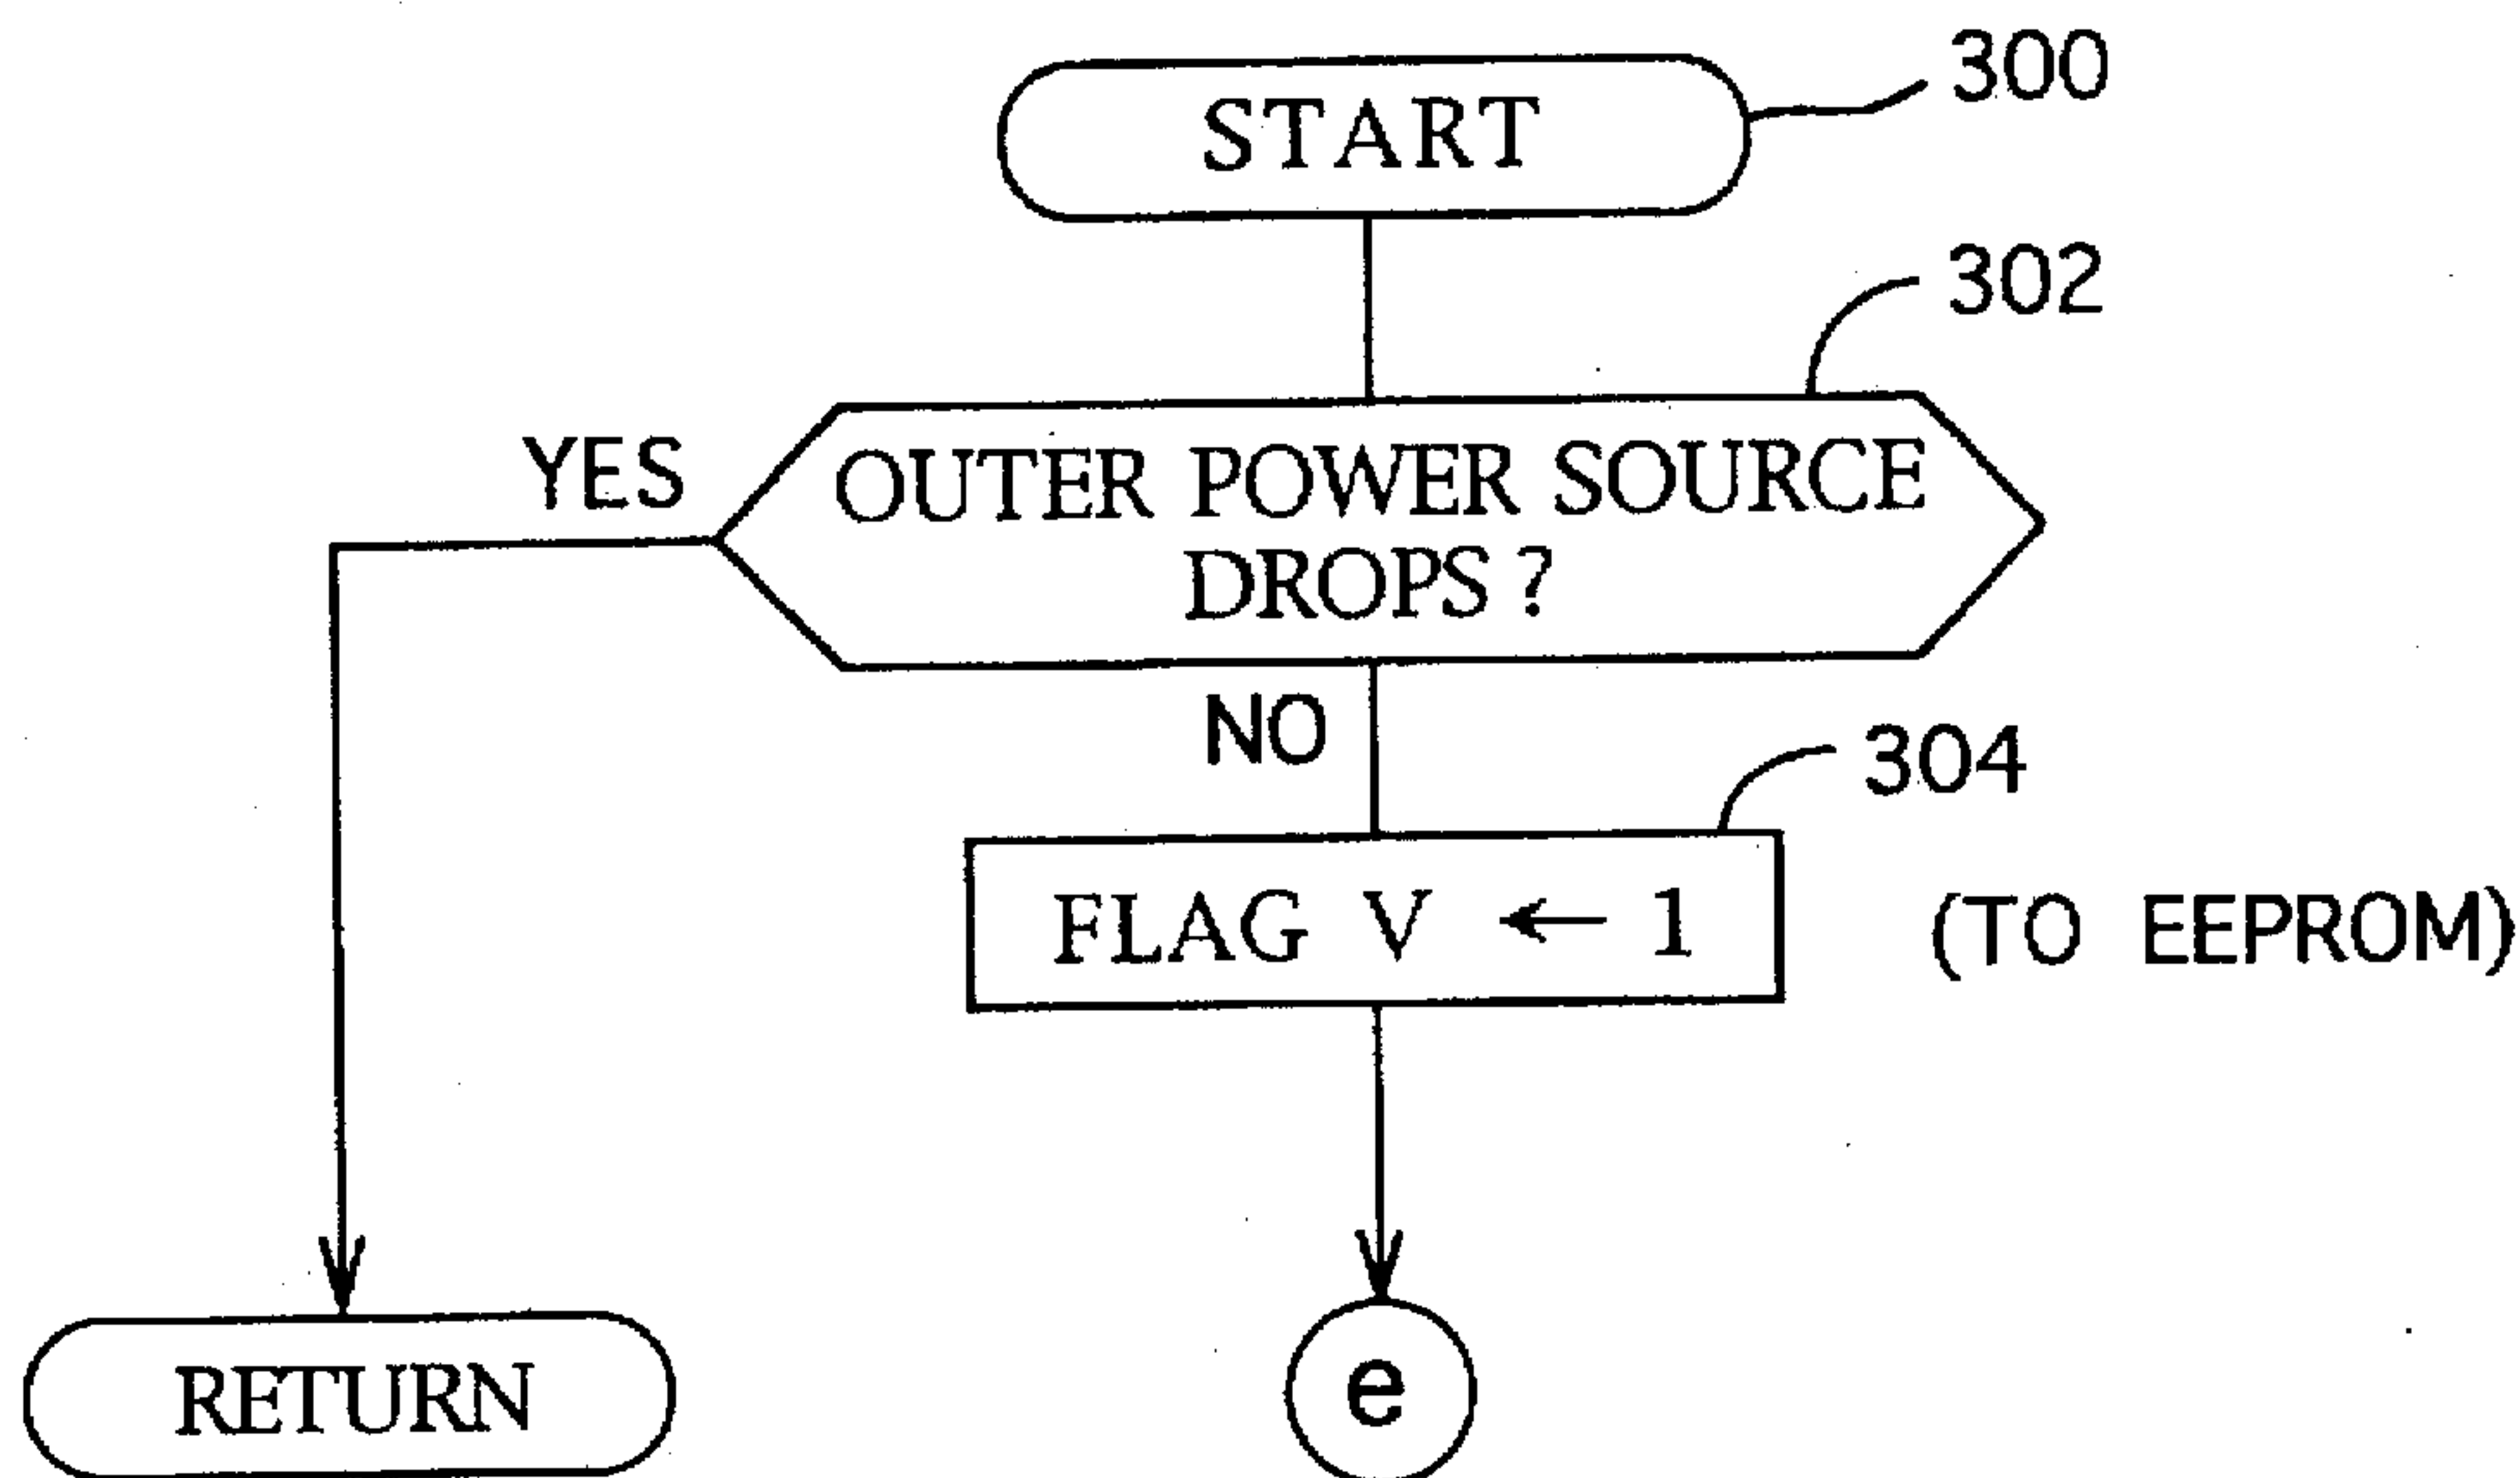 START
300
302
YES
OUTER POWER SOURCE
DROPS?
NO
304
FLAG V ← 1
(TO EEPROM)
RETURN
e